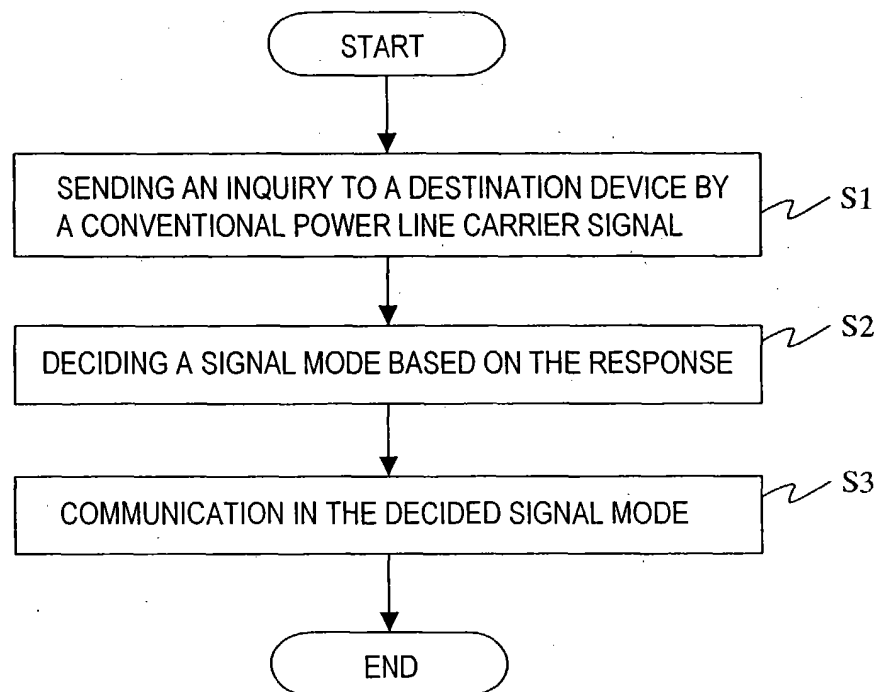 START
SENDING AN INQUIRY TO A DESTINATION DEVICE BY
A CONVENTIONAL POWER LINE CARRIER SIGNAL
S1
DECIDING A SIGNAL MODE BASED ON THE RESPONSE
S2
COMMUNICATION IN THE DECIDED SIGNAL MODE
S3
END